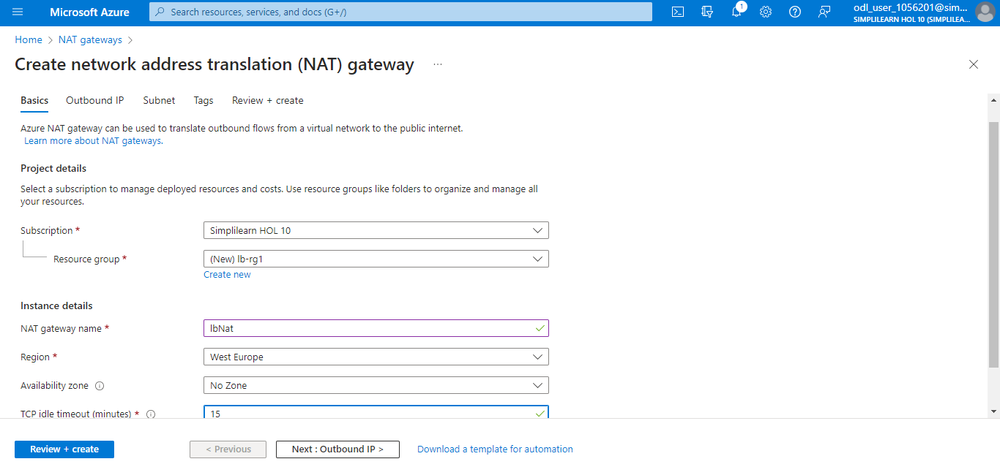 Microsoft Azure
Search resources, services, and docs (G+/)
1
odl_user_1056201@sim...
SIMPLILEARN HOL 10 (SIMPLILEA...
Home > NAT gateways >
Create network address translation (NAT) gateway ...
Basics Outbound IP Subnet Tags Review + create
Azure NAT gateway can be used to translate outbound flows from a virtual network to the public internet.
Learn more about NAT gateways.
Project details
Select a subscription to manage deployed resources and costs. Use resource groups like folders to organize and manage all
your resources.
Subscription * Simplilearn HOL 10
Resource group * (New) lb-rg1
Create new
Instance details
NAT gateway name * lbNat
Region * West Europe
Availability zone No Zone
TCP idle timeout (minutes) * 15
Review + create < Previous Next : Outbound IP > Download a template for automation